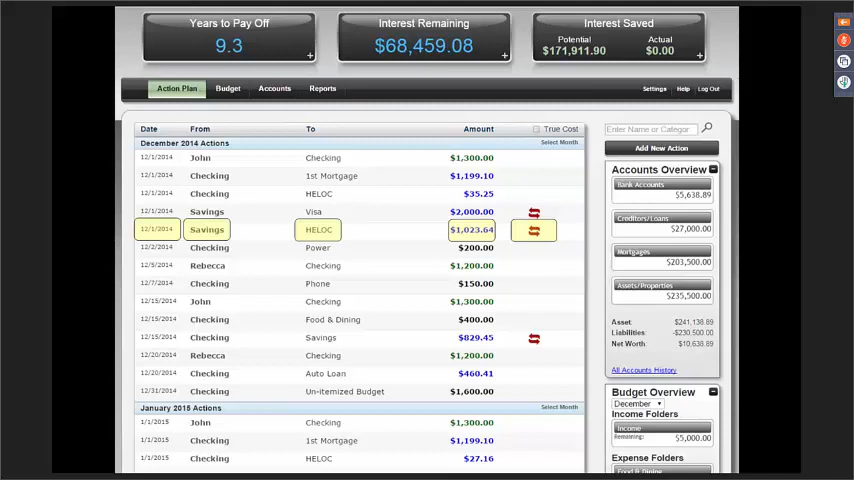 Years to Pay Off
9.3
+
Interest Remaining
$68,459.08
+
Interest Saved
Potential Actual
$171,911.90 $0.00
+
Action Plan Budget Accounts Reports Settings Help Log Out
Date From To Amount True Cost
December 2014 Actions Select Month
12/1/2014 John Checking $1,300.00
12/1/2014 Checking 1st Mortgage $1,199.10
12/1/2014 Checking HELOC $35.25
12/1/2014 Savings Visa $2,000.00
12/1/2014 Savings HELOC $1,023.64
12/2/2014 Checking Power $200.00
12/5/2014 Rebecca Checking $1,200.00
12/7/2014 Checking Phone $150.00
12/15/2014 John Checking $1,300.00
12/15/2014 Checking Food & Dining $400.00
12/15/2014 Checking Savings $829.45
12/20/2014 Rebecca Checking $1,200.00
12/20/2014 Checking Auto Loan $460.41
12/31/2014 Checking Un-itemized Budget $1,600.00
January 2015 Actions Select Month
1/1/2015 John Checking $1,300.00
1/1/2015 Checking 1st Mortgage $1,199.10
1/1/2015 Checking HELOC $27.16
Enter Name or Categor
Add New Action
Accounts Overview
Bank Accounts
$5,638.89
Creditors/Loans
$27,000.00
Mortgages
$203,500.00
Assets/Properties
$235,500.00
Asset: $241,138.89
Liabilities: -$230,500.00
Net Worth: $10,638.89
All Accounts History
Budget Overview
December
Income Folders
Income
Remaining: $5,000.00
Expense Folders
Food & Dining